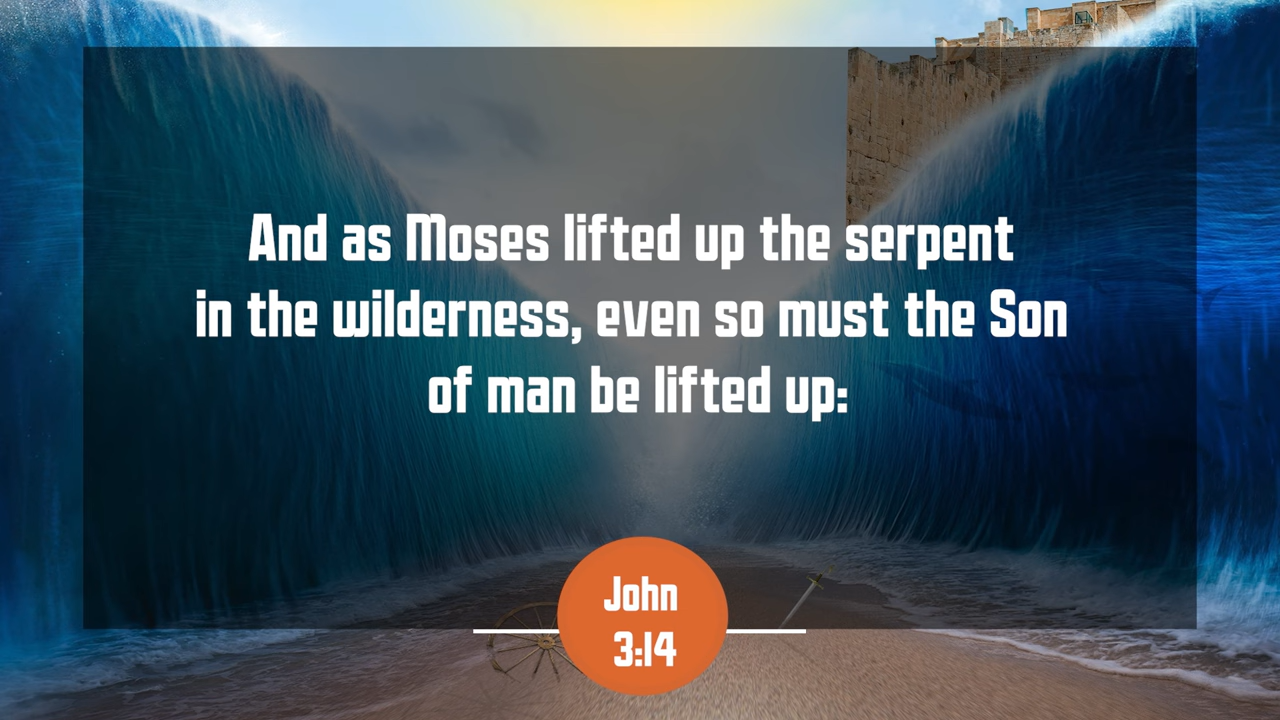 And as Moses lifted up the serpent
in the wilderness, even so must the Son
of man be lifted up:
John
3:14